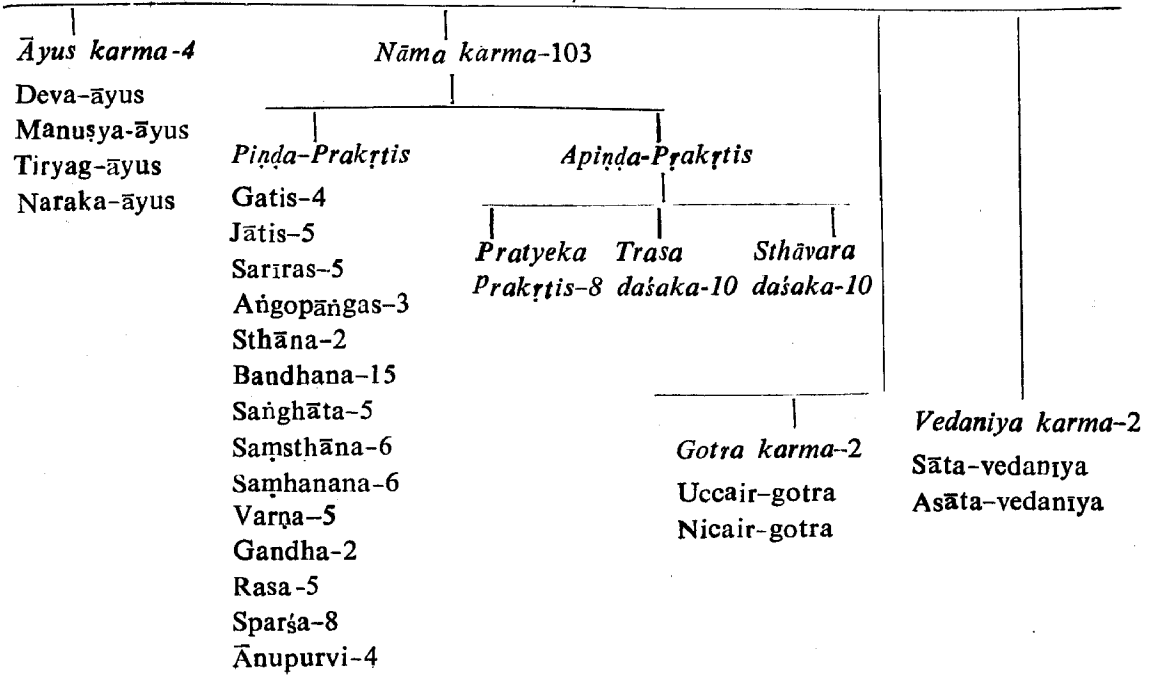 Āyus karma-4
Deva-āyus
Manuṣya-āyus
Tiryag-āyus
Naraka-āyus
Nāma karma-103
Piṇḍa-Prakṛtis
Gatis-4
Jātis-5
Sarīras-5
Aṅgopāṅgas-3
Sthāna-2
Bandhana-15
Saṅghāta-5
Saṃsthāna-6
Saṃhanana-6
Varṇa-5
Gandha-2
Rasa-5
Sparśa-8
Ānupurvi-4
Apiṇḍa-Pṛakṛtis
Pratyeka
Prakṛtis-8
Trasa
daśaka-10
Sthāvara
daśaka-10
Gotra karma-2
Uccair-gotra
Nicair-gotra
Vedaniya karma-2
Sāta-vedanīya
Asāta-vedanīya